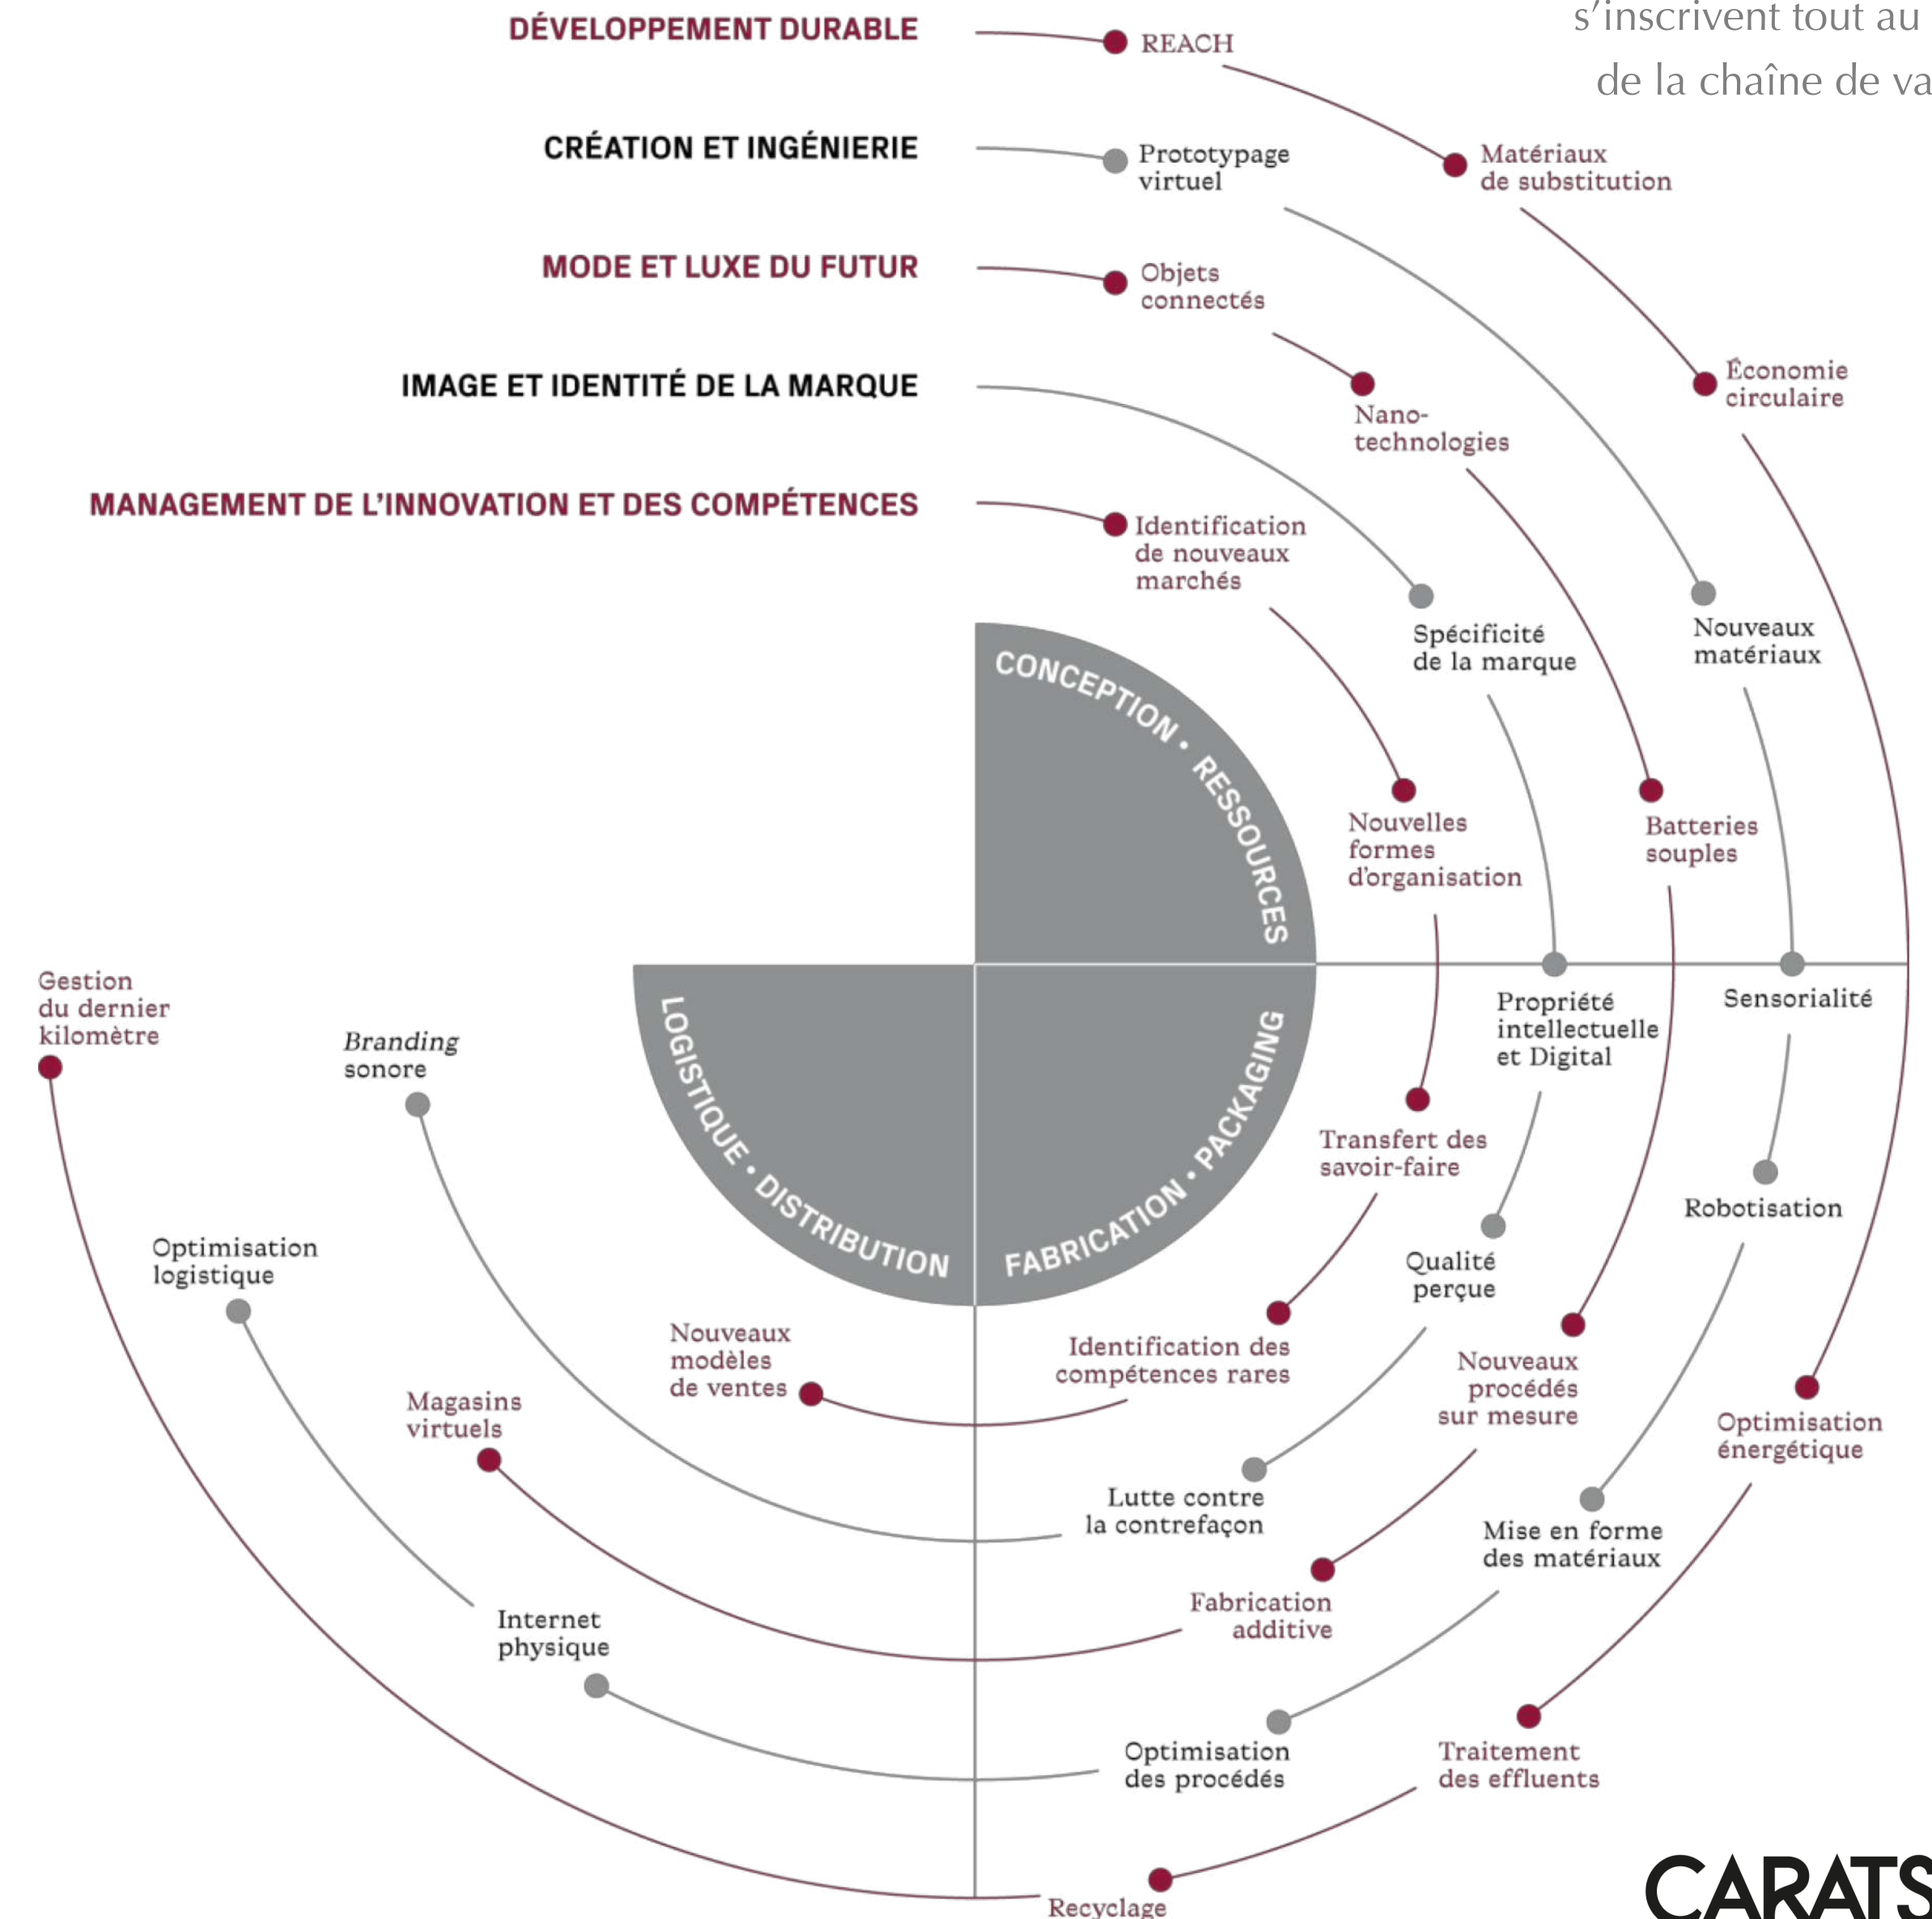 s'inscrivent tout au
de la chaîne de va
DÉVELOPPEMENT DURABLE
REACH
Matériaux
de substitution
Économie
circulaire
Optimisation
énergétique
Traitement
des effluents
Recyclage
Gestion
du dernier
kilomètre
CRÉATION ET INGÉNIERIE
Prototypage
virtuel
Nouveaux
matériaux
Sensorialité
Robotisation
Mise en forme
des matériaux
Optimisation
des procédés
Internet
physique
Optimisation
logistique
MODE ET LUXE DU FUTUR
Objets
connectés
Nano-
technologies
Batteries
souples
Nouveaux
procédés
sur mesure
Fabrication
additive
Magasins
virtuels
IMAGE ET IDENTITÉ DE LA MARQUE
Spécificité
de la marque
Propriété
intellectuelle
et Digital
Qualité
perçue
Lutte contre
la contrefaçon
Branding
sonore
MANAGEMENT DE L'INNOVATION ET DES COMPÉTENCES
Identification
de nouveaux
marchés
Nouvelles
formes
d'organisation
Transfert des
savoir-faire
Identification des
compétences rares
Nouveaux
modèles
de ventes
CONCEPTION • RESSOURCES
FABRICATION • PACKAGING
LOGISTIQUE • DISTRIBUTION
CARATS